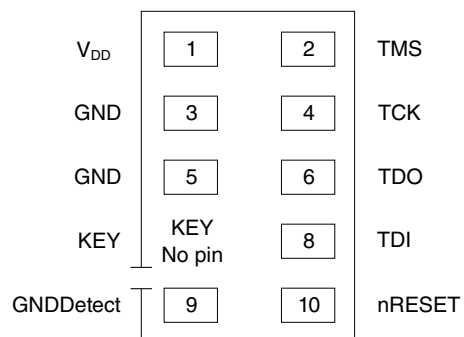 V_DD 1 2 TMS
GND 3 4 TCK
GND 5 6 TDO
KEY KEY 8 TDI
No pin
GNDDetect 9 10 nRESET